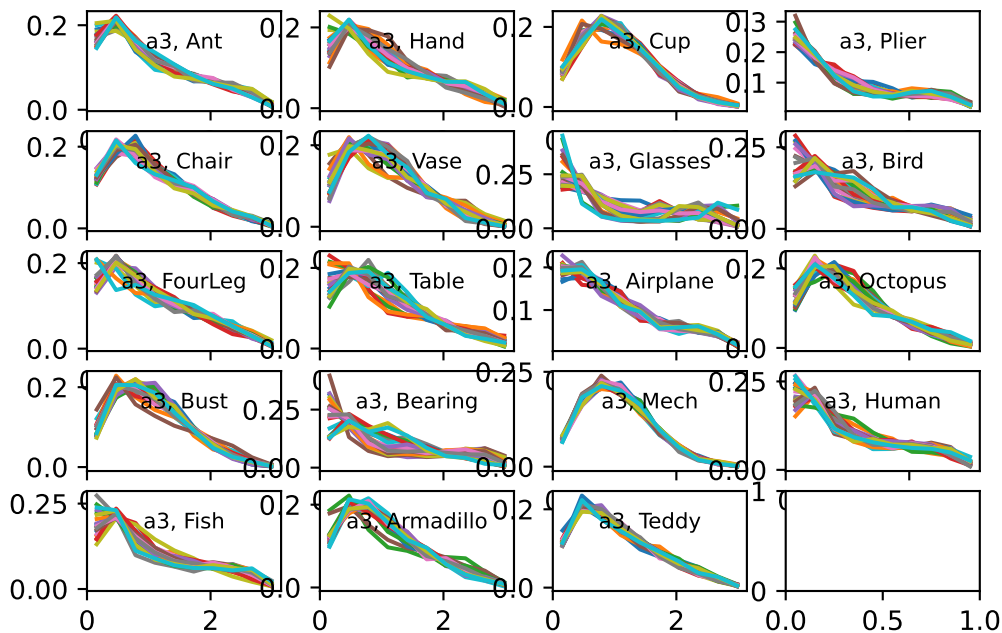 0.2 a3, Ant 0.0
0.2 a3, Hand 0.0
0.2 a3, Cup 0.0
0.3 0.2 0.1 a3, Plier
0.2 a3, Chair 0.0
0.2 a3, Vase 0.0
0.25 a3, Glasses 0.00
0.25 a3, Bird 0.00
0.2 a3, FourLeg 0.0
0.2 a3, Table 0.0
0.2 0.1 a3, Airplane
0.2 a3, Octopus 0.0
0.2 a3, Bust 0.0
0.25 a3, Bearing 0.00
0.25 a3, Mech 0.00
0.25 a3, Human 0.00
0.25 a3, Fish 0.00
0.2 a3, Armadillo 0.0
0.2 a3, Teddy 0.0
1 0
0 2 0 2 0 2 0.0 0.5 1.0